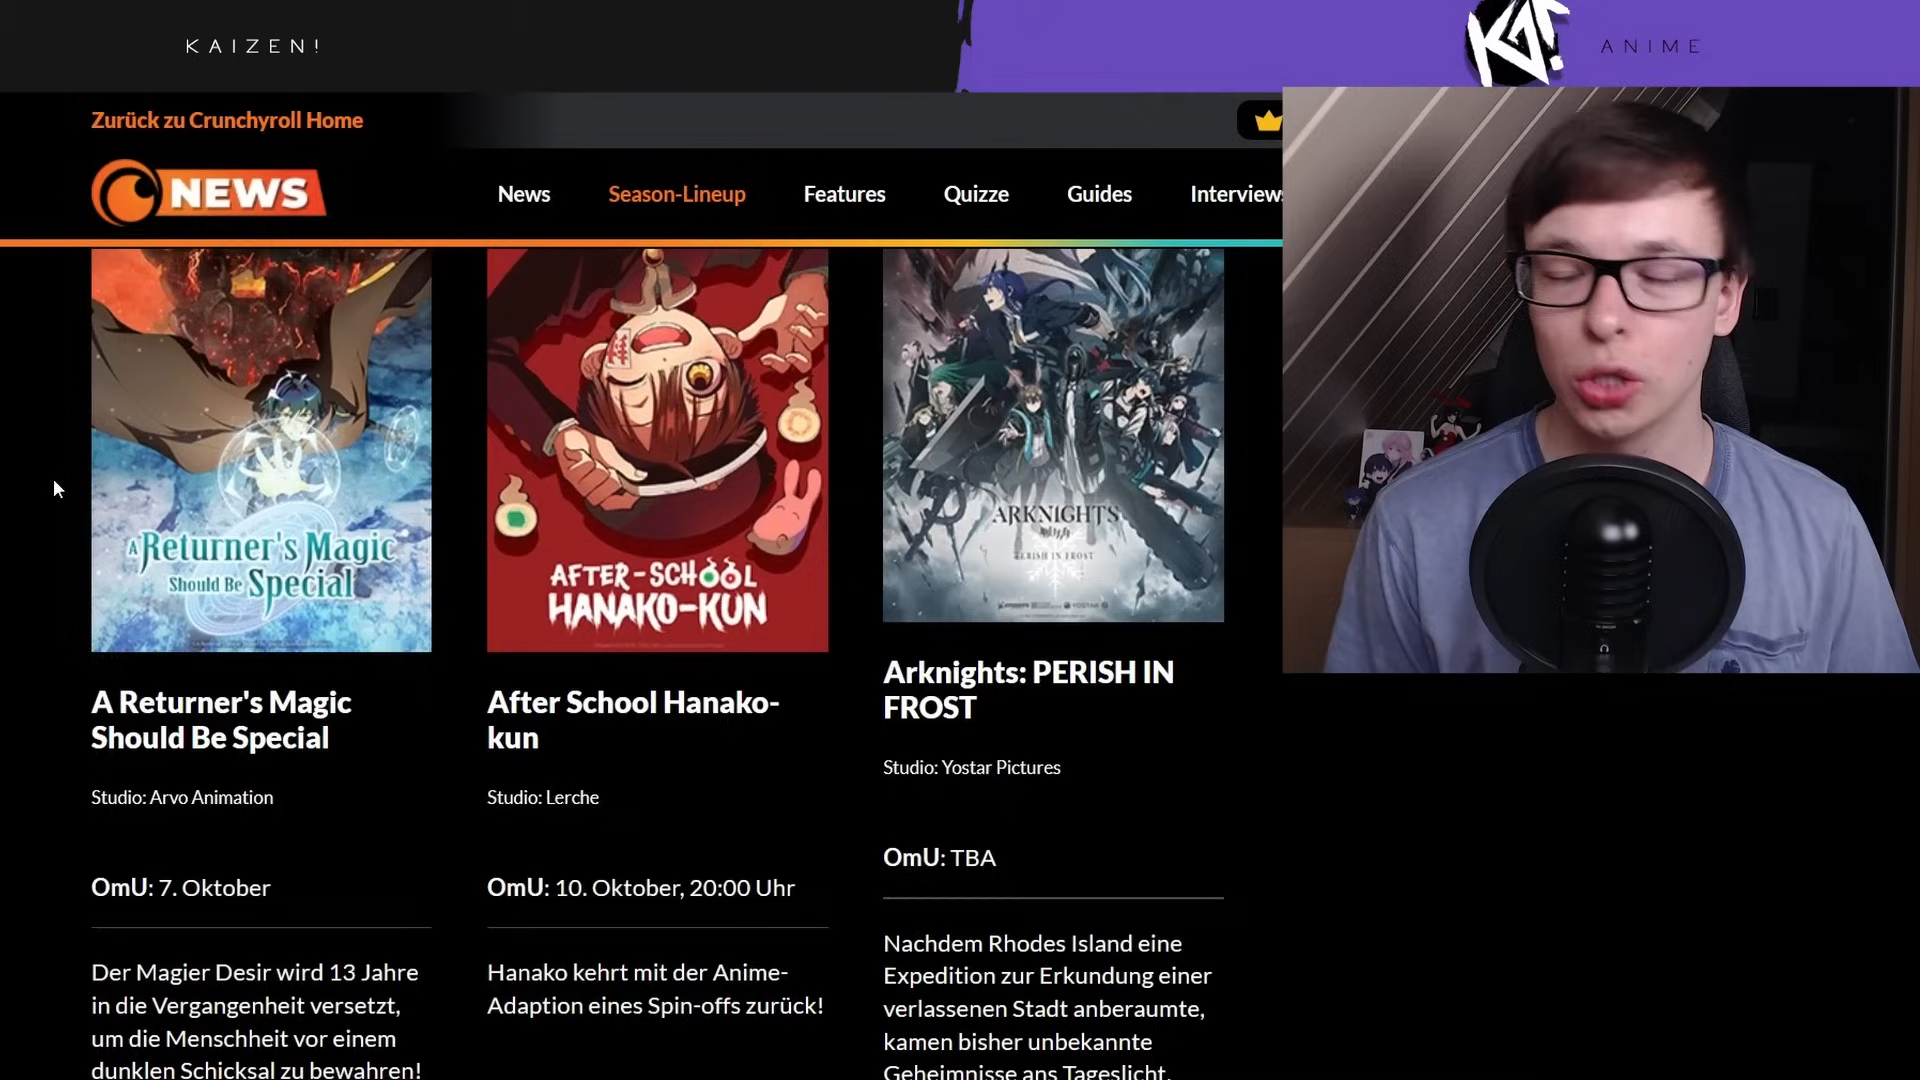 KAIZEN!
KA!
ANIME
Zurück zu Crunchyroll Home
NEWS
News
Season-Lineup
Features
Quizze
Guides
Interviews
A Returner's Magic
Should Be Special
AFTER-SCHOOL
HANAKO-KUN
ARKNIGHTS
PERISH IN FROST
YOSTAR
A Returner's Magic
Should Be Special
Studio: Arvo Animation
OmU: 7. Oktober
Der Magier Desir wird 13 Jahre
in die Vergangenheit versetzt,
um die Menschheit vor einem
dunklen Schicksal zu bewahren!
After School Hanako-
kun
Studio: Lerche
OmU: 10. Oktober, 20:00 Uhr
Hanako kehrt mit der Anime-
Adaption eines Spin-offs zurück!
Arknights: PERISH IN
FROST
Studio: Yostar Pictures
OmU: TBA
Nachdem Rhodes Island eine
Expedition zur Erkundung einer
verlassenen Stadt anberaumte,
kamen bisher unbekannte
Geheimnisse ans Tageslicht.